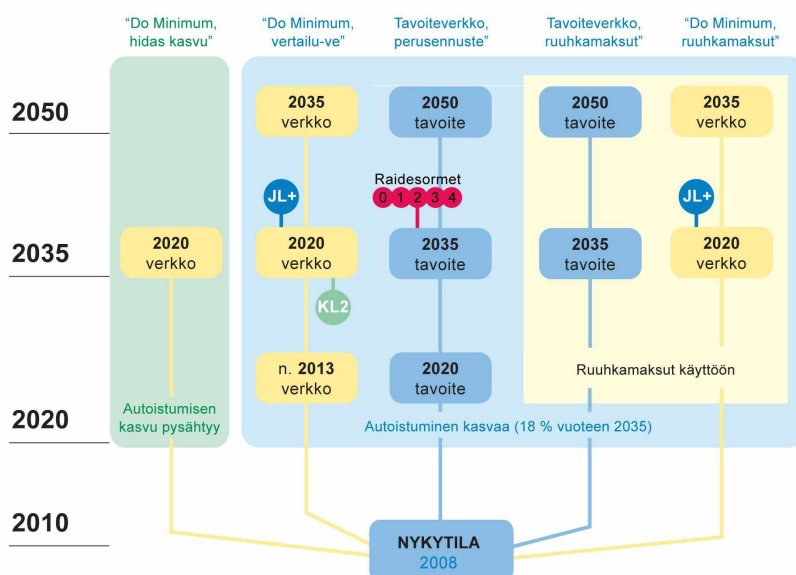 "Do Minimum,
hidas kasvu"
"Do Minimum,
vertailu-ve"
Tavoiteverkko,
perusennuste"
Tavoiteverkko,
ruuhkamaksut"
"Do Minimum,
ruuhkamaksut"
2050
2035
verkko
2050
tavoite
2050
tavoite
2035
verkko
JL+
Raidesormet
0 1 2 3 4
JL+
2035
2020
verkko
2020
verkko
2035
tavoite
2035
tavoite
2020
verkko
KL2
n. 2013
verkko
2020
tavoite
Ruuhkamaksut käyttöön
2020
Autoistumisen
kasvu pysähtyy
Autoistuminen kasvaa (18 % vuoteen 2035)
2010
NYKYTILA
2008